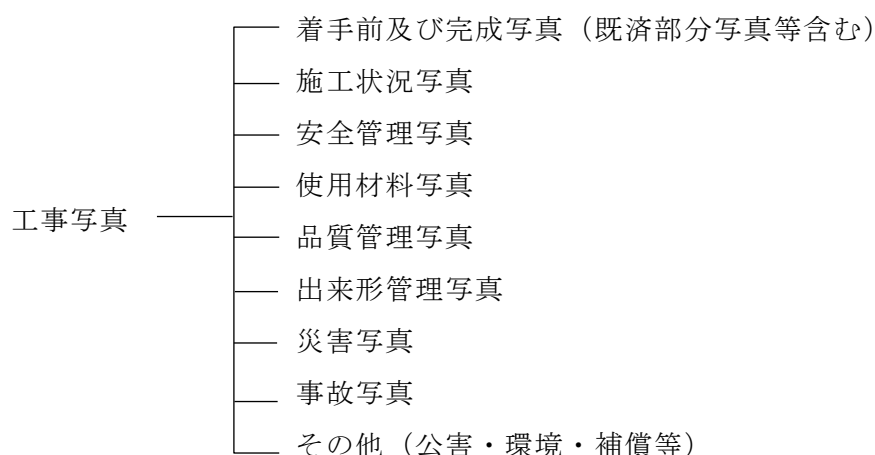 着手前及び完成写真（既済部分写真等含む）
施工状況写真
安全管理写真
使用材料写真
工事写真
品質管理写真
出来形管理写真
災害写真
事故写真
その他（公害・環境・補償等）